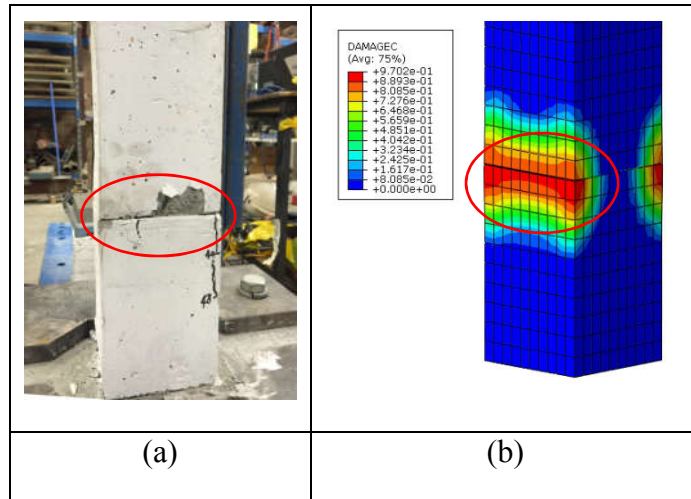 DAMAGEC
(Avg: 75%)
+9.702e-01
+8.893e-01
+8.085e-01
+7.276e-01
+6.468e-01
+5.659e-01
+4.851e-01
+4.042e-01
+3.234e-01
+2.425e-01
+1.617e-01
+8.085e-02
+0.000e+00
(a)
(b)